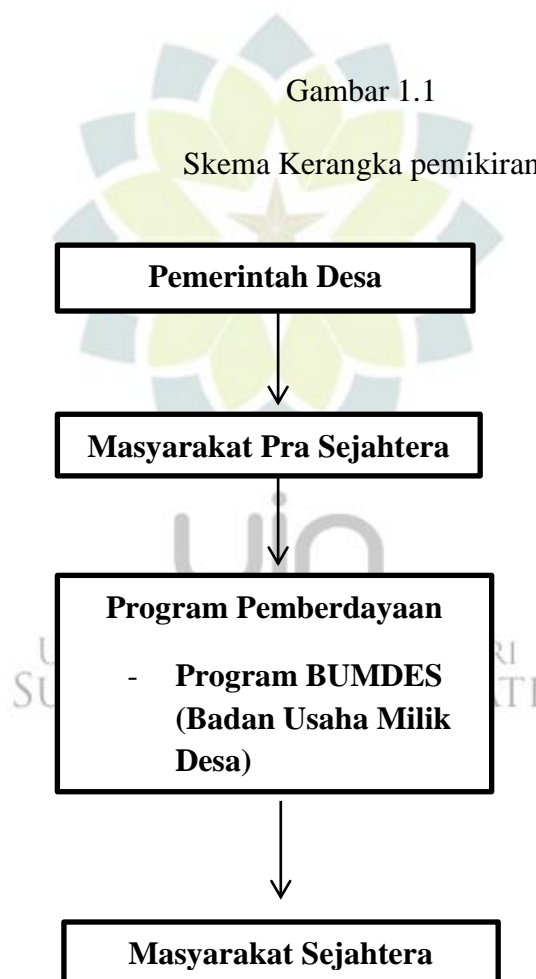 Gambar 1.1
Skema Kerangka pemikiran
Pemerintah Desa
Masyarakat Pra Sejahtera
uin
Program Pemberdayaan
- Program BUMDES
(Badan Usaha Milik
Desa)
Masyarakat Sejahtera